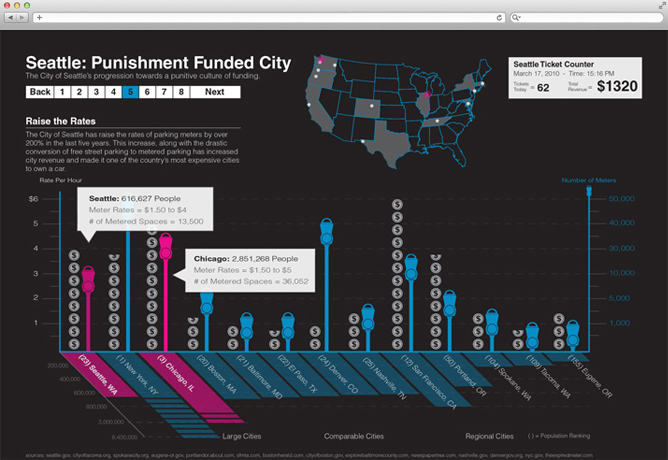 Seattle: Punishment Funded City
The City of Seattle's progression towards a punitive culture of funding.
Back 1 2 3 4 5 6 7 8 Next
Seattle Ticket Counter
March 17, 2010 - Time: 15:16 PM
Tickets Today = 62 Total Revenue = $1320
Raise the Rates
The City of Seattle has raise the rates of parking meters by over
200% in the last five years. This increase, along with the drastic
conversion of free street parking to metered parking has increased
city revenue and made it one of the country's most expensive cities
to own a car.
Rate Per Hour
Number of Meters
$6
5
4
3
2
1
50,000
40,000
30,000
10,000
5,000
1,000
Seattle: 616,627 People
Meter Rates = $1.50 to $4
# of Metered Spaces = 13,500
Chicago: 2,851,268 People
Meter Rates = $1.50 to $5
# of Metered Spaces = 36,052
(23) Seattle, WA
(1) New York, NY
(3) Chicago, IL
(20) Boston, MA
(21) Baltimore, MD
(22) El Paso, TX
(24) Denver, CO
(25) Nashville, TN
(12) San Francisco, CA
(50) Portland, OR
(104) Spokane, WA
(109) Tacoma, WA
(155) Eugene, OR
200,000
400,000
600,000
800,000
3,000,000
8,400,000
Large Cities
Comparable Cities
Regional Cities
( ) = Population Ranking
sources: seattle.gov, cityoftacoma.org, spokanecity.org, eugene-or.gov, portlandor.about.com, sfmta.com, bostonherald.com, cityofboston.gov, explorebaltimorecounty.com, newspapertree.com, nashville.gov, denvergov.org, nyc.gov, theexpiredmeter.com